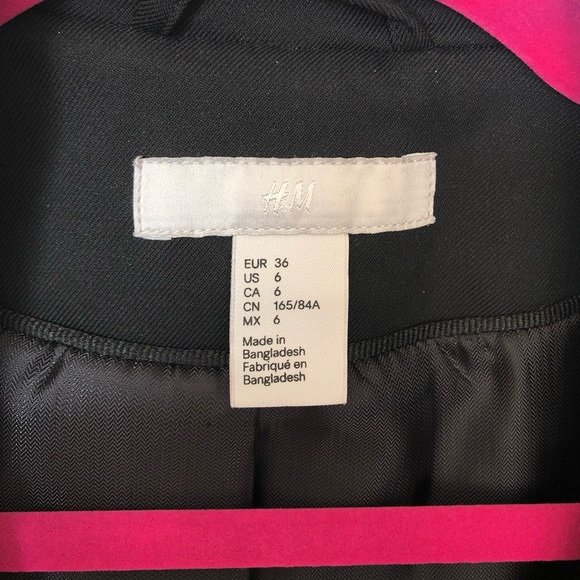 H&M
EUR 36
US 6
CA 6
CN 165/84A
MX 6
Made in
Bangladesh
Fabriqué en
Bangladesh